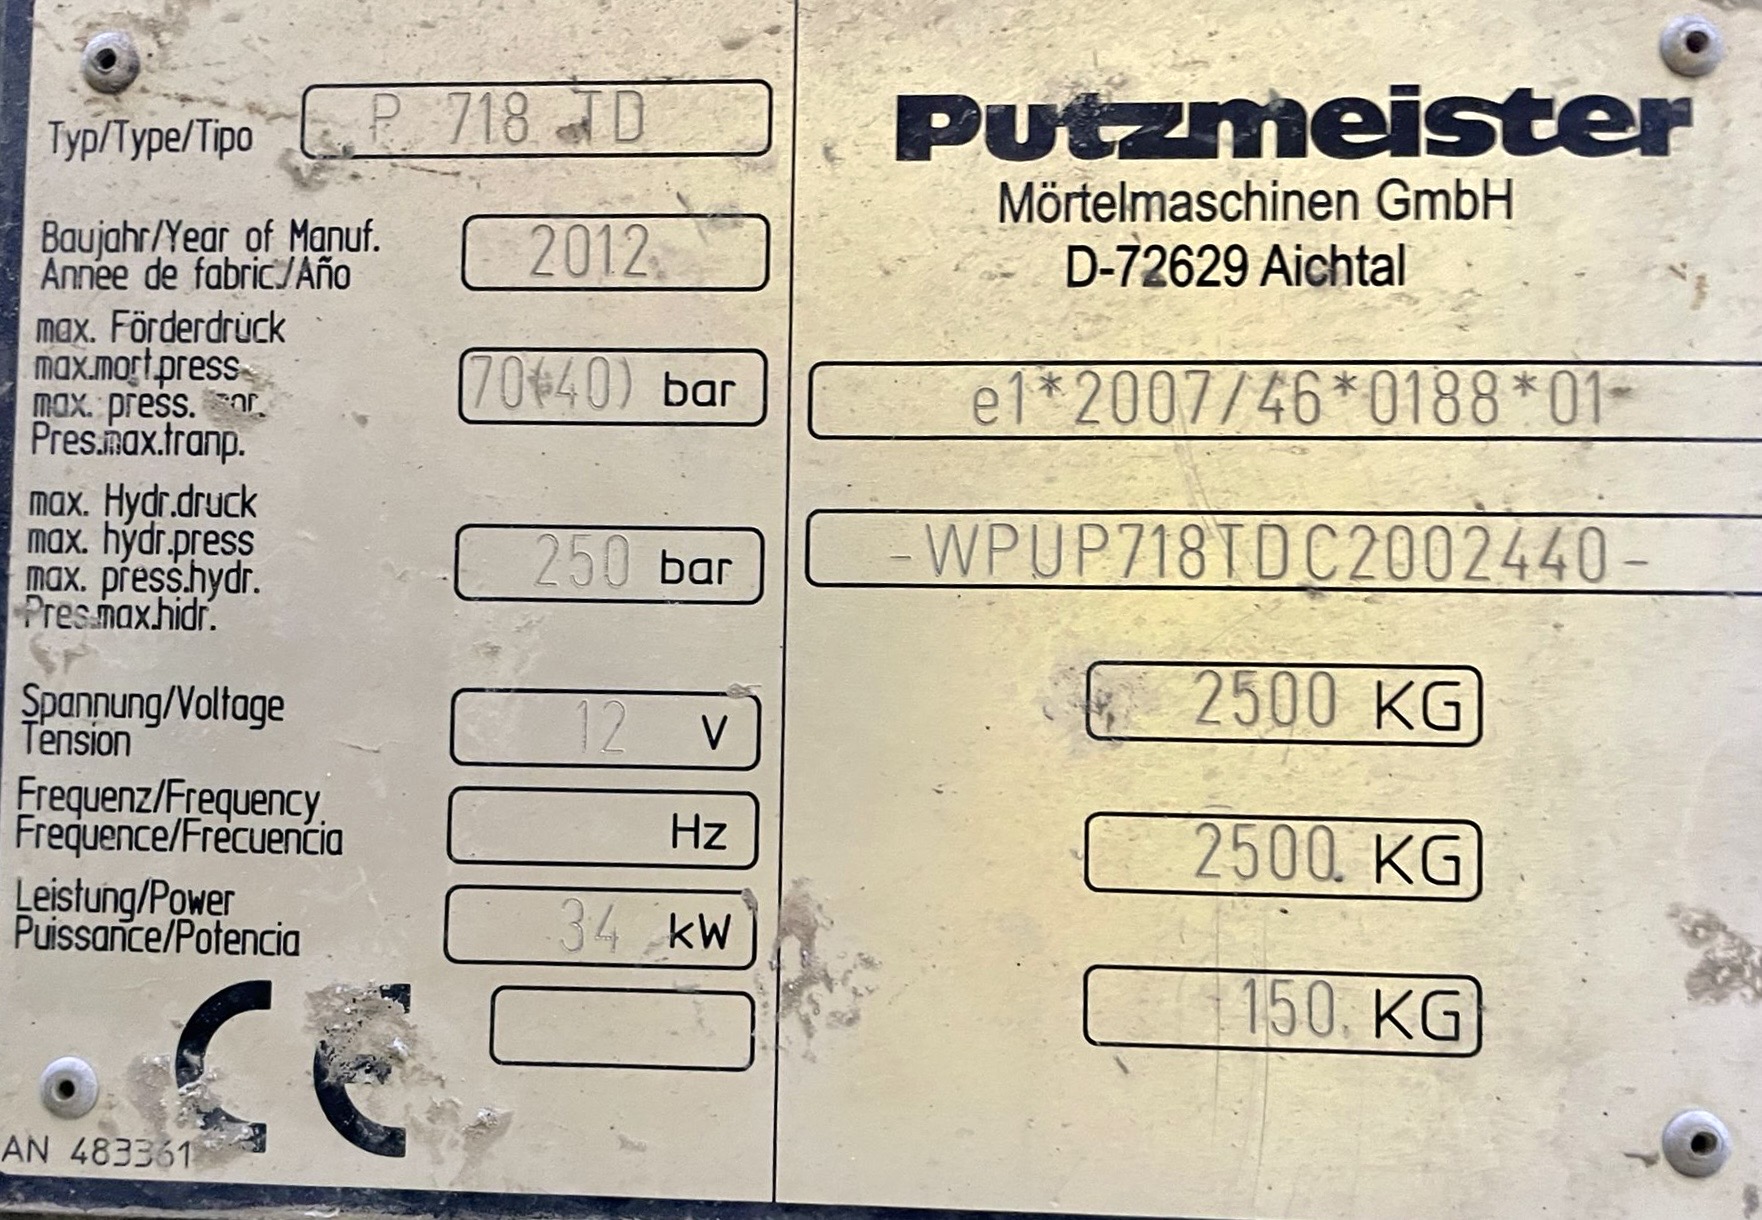 Typ/Type/Tipo P 718 TD
Baujahr/Year of Manuf.
Annee de fabric./Año 2012
max. Förderdruck
max.mort.press
max. press.
Pres.max.tranp.
70(40) bar
max. Hydr.druck
max. hydr.press
max. press.hydr.
Pres.max.hidr.
250 bar
Spannung/Voltage
Tension
12 V
Frequenz/Frequency
Frequence/Frecuencia
Hz
Leistung/Power
Puissance/Potencia
34 kW
CE
AN 483361
Putzmeister
Mörtelmaschinen GmbH
D-72629 Aichtal
e1*2007/46*0188*01-
-WPUP718TDC2002440-
2500 KG
2500 KG
150 KG